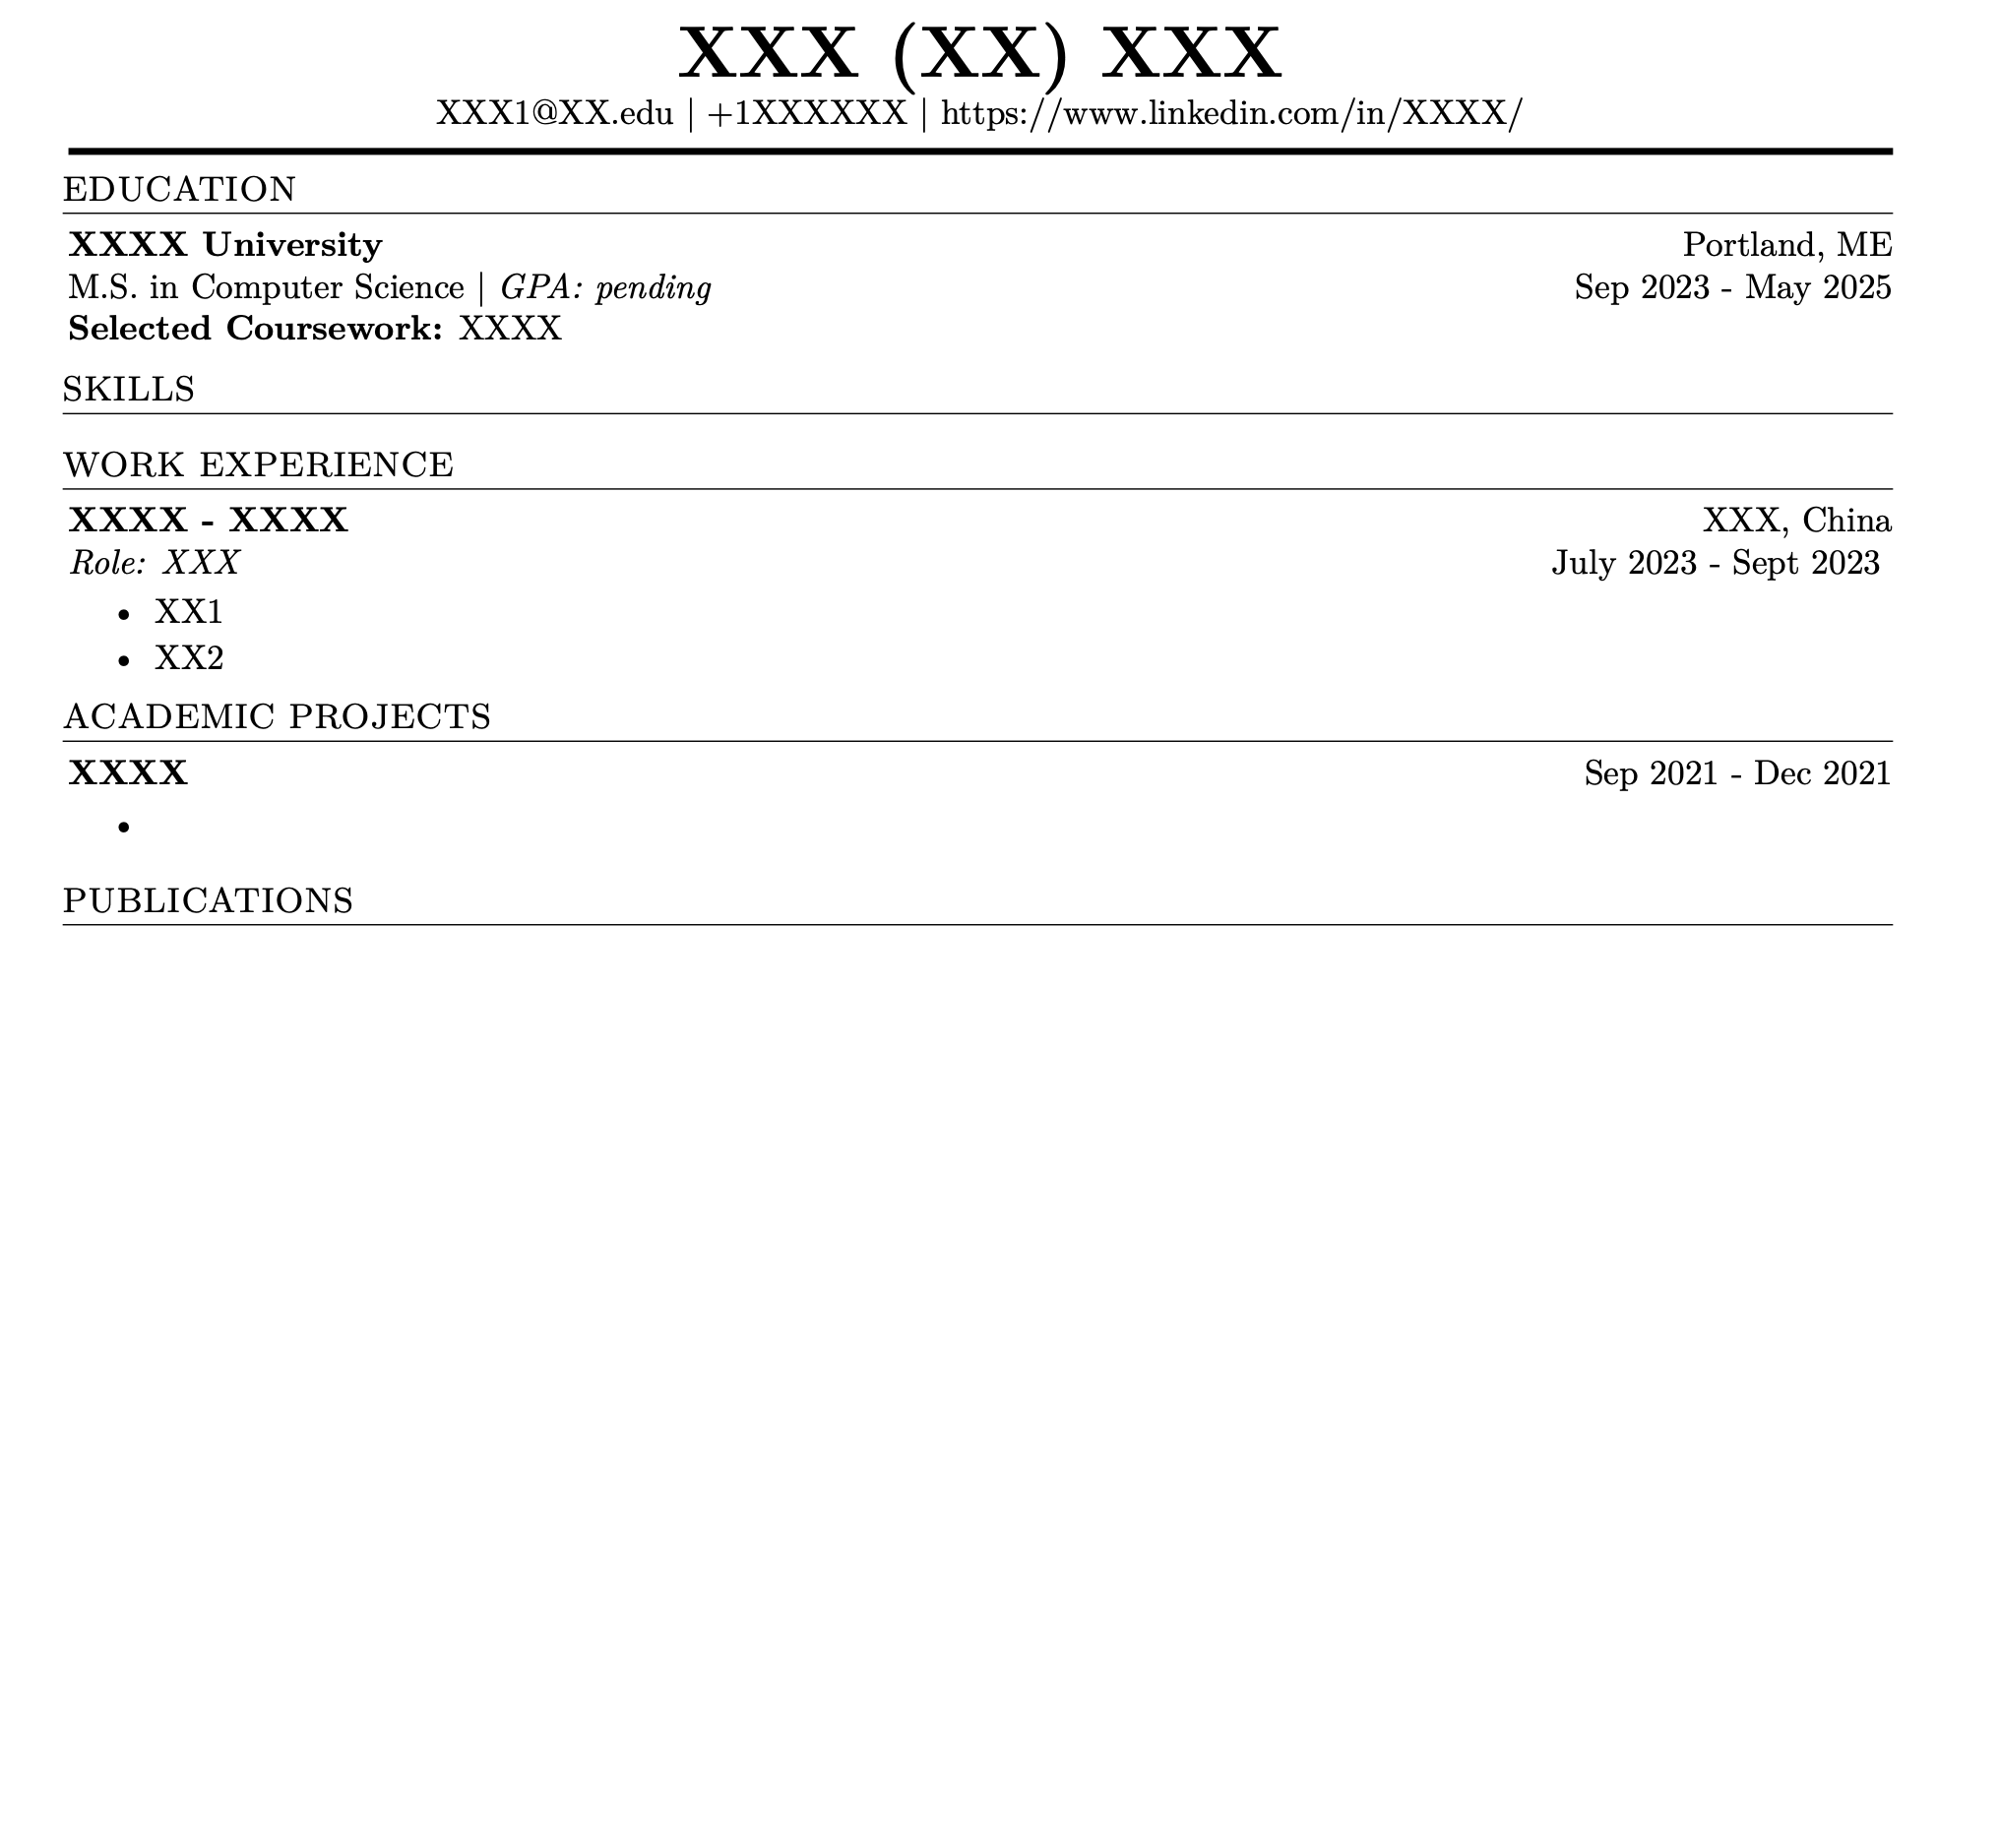 XXX (XX) XXX
XXX1@XX.edu | +1XXXXXX | https://www.linkedin.com/in/XXXX/
EDUCATION
XXXX University Portland, ME
M.S. in Computer Science | GPA: pending Sep 2023 - May 2025
Selected Coursework: XXXX
SKILLS
WORK EXPERIENCE
XXXX - XXXX XXX, China
Role: XXX July 2023 - Sept 2023
• XX1
• XX2
ACADEMIC PROJECTS
XXXX Sep 2021 - Dec 2021
•
PUBLICATIONS